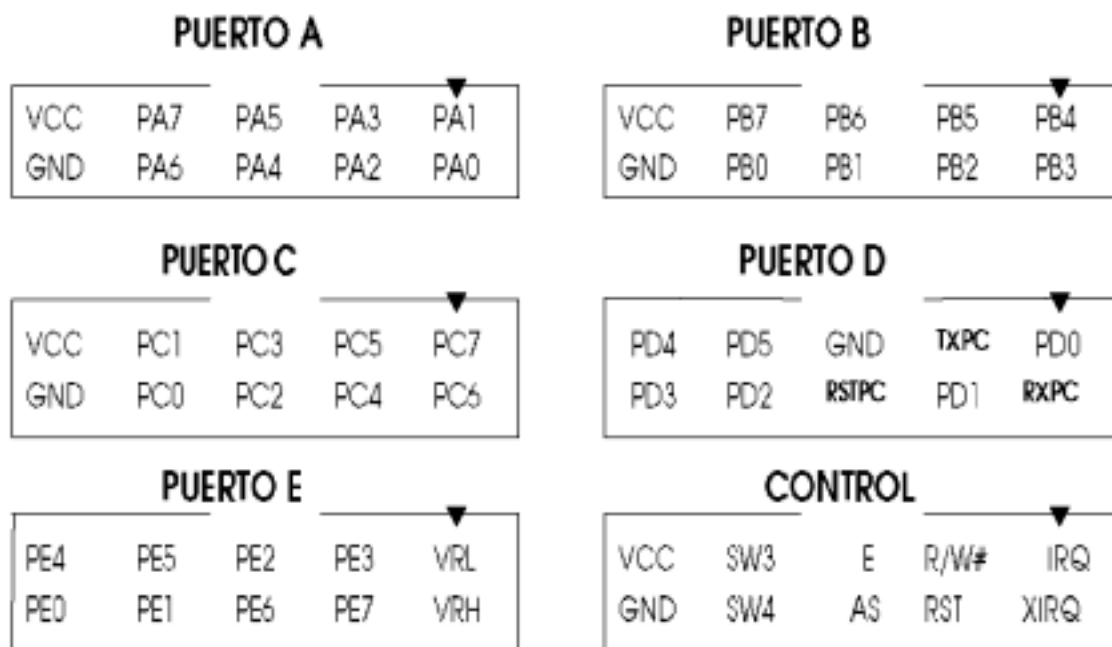 PUERTO A
VCC PA7 PA5 PA3 PA1
GND PA6 PA4 PA2 PA0
PUERTO B
VCC PB7 PB6 PB5 PB4
GND PB0 PB1 PB2 PB3
PUERTO C
VCC PC1 PC3 PC5 PC7
GND PC0 PC2 PC4 PC6
PUERTO D
PD4 PD5 GND TXPC PD0
PD3 PD2 RSTPC PD1 RXPC
PUERTO E
PE4 PE5 PE2 PE3 VRL
PE0 PE1 PE6 PE7 VRH
CONTROL
VCC SW3 E R/W# IRQ
GND SW4 AS RST XIRQ